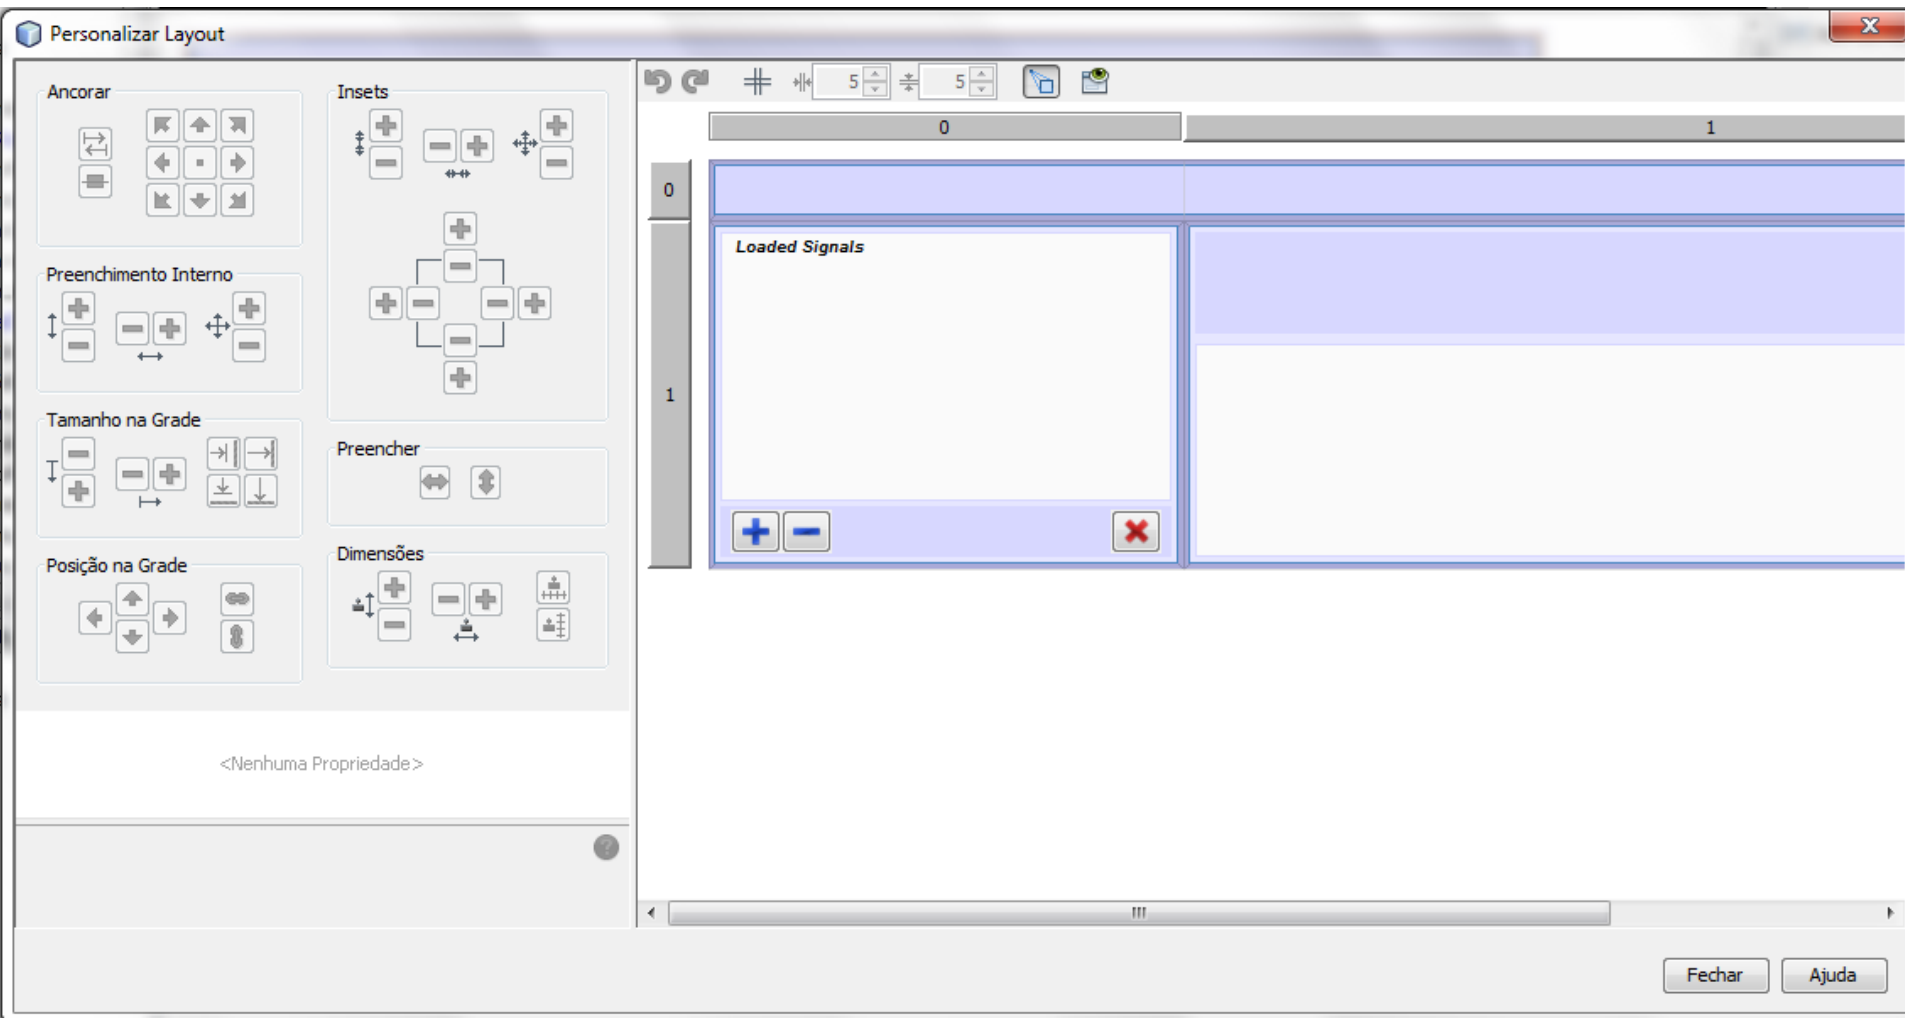 Personalizar Layout
x
Ancorar
Insets
5
5
0
1
0
Loaded Signals
Preenchimento Interno
1
Tamanho na Grade
Preencher
Posição na Grade
Dimensões
<Nenhuma Propriedade>
?
Fechar
Ajuda